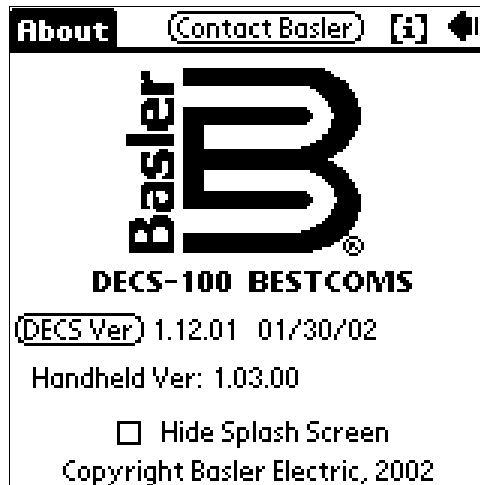 About Contact Basler [i]
Basler
B®
DECS-100 BESTCOMS
DECS Ver 1.12.01 01/30/02
Handheld Ver: 1.03.00
Hide Splash Screen
Copyright Basler Electric, 2002